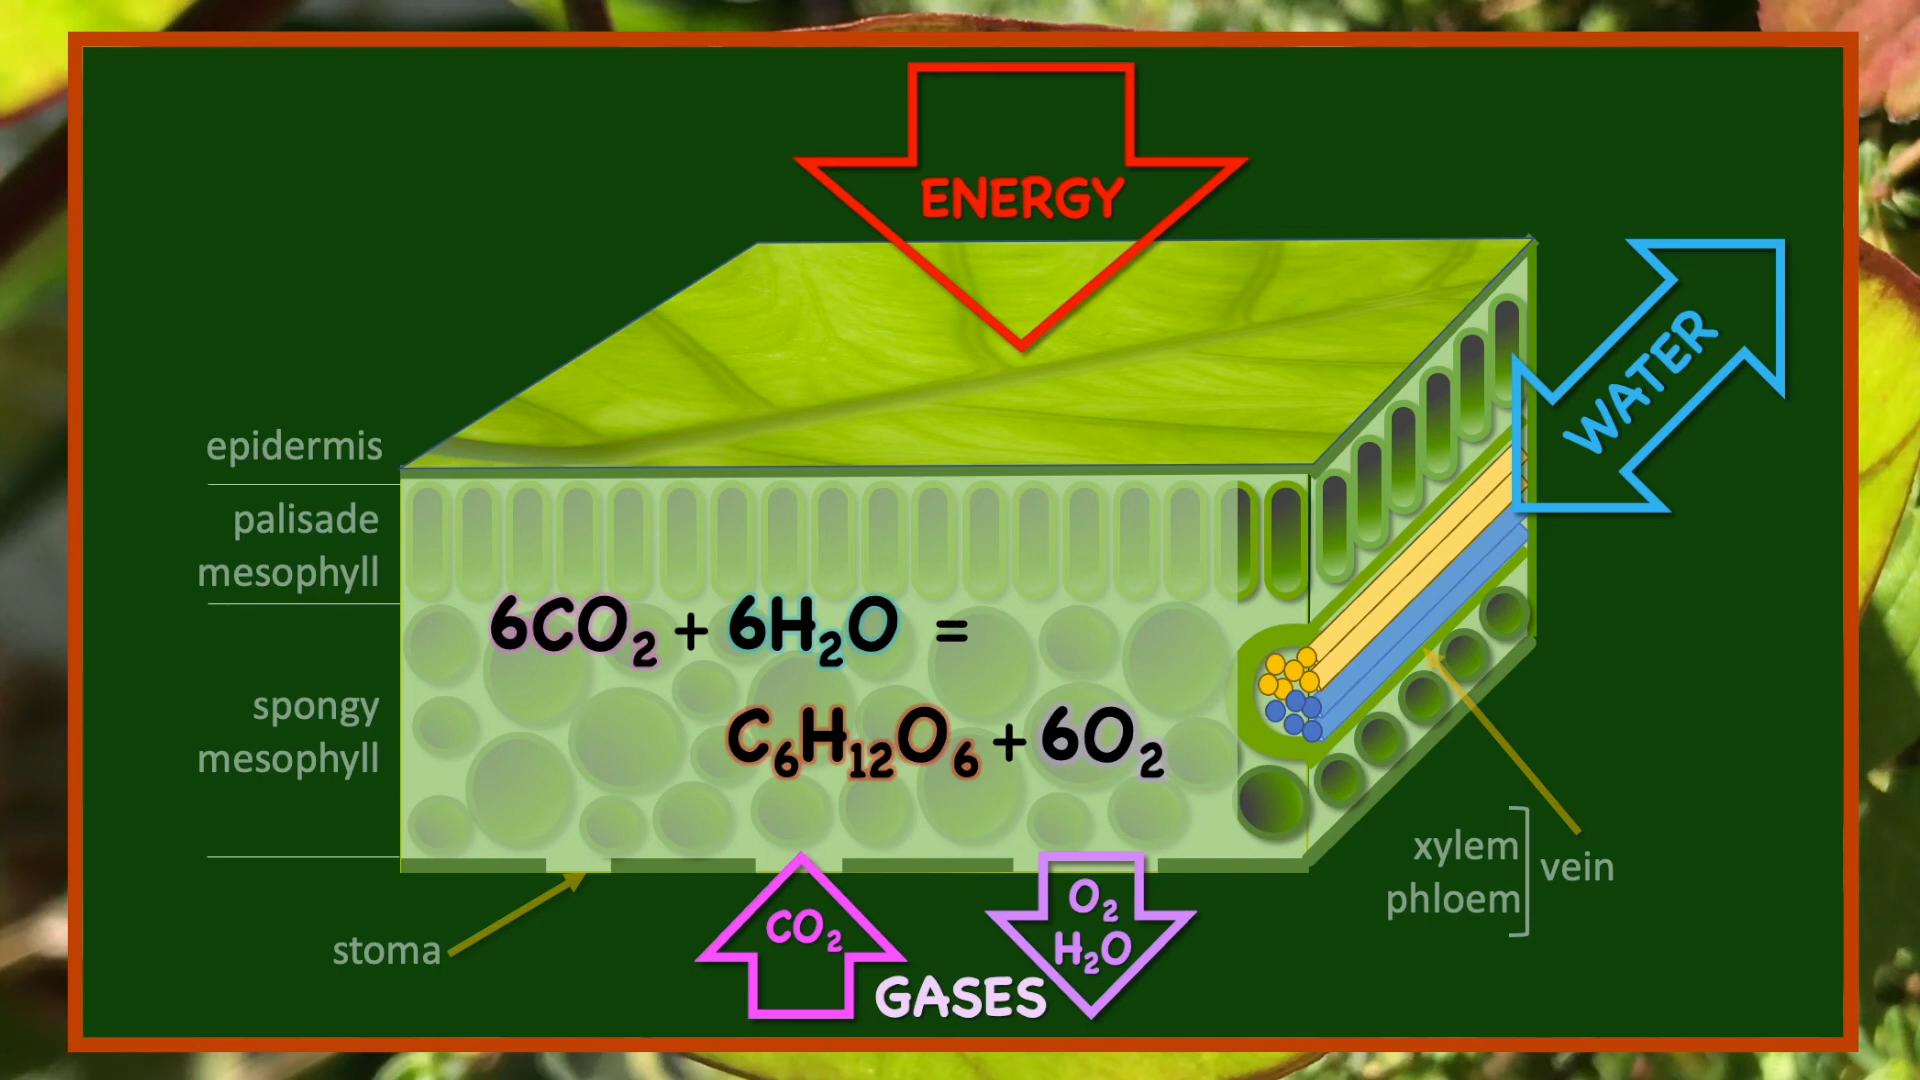 ENERGY
WATER
epidermis
palisade
mesophyll
spongy
mesophyll
6CO₂ + 6H₂O =
C₆H₁₂O₆ + 6O₂
xylem
phloem
vein
stoma
CO₂
O₂
H₂O
GASES